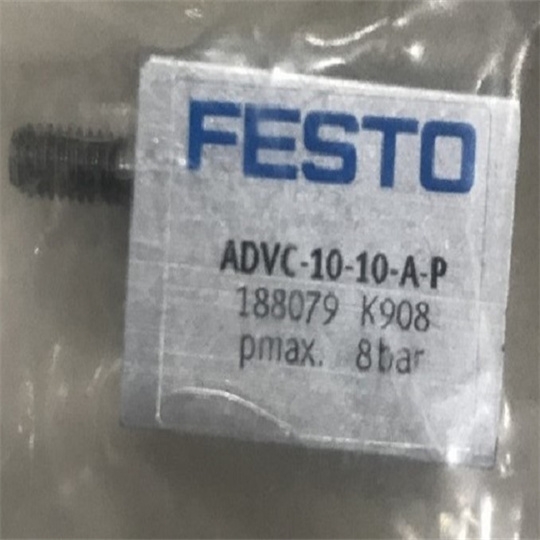 FESTO
ADVC-10-10-A-P
188079 K908
pmax. 8bar